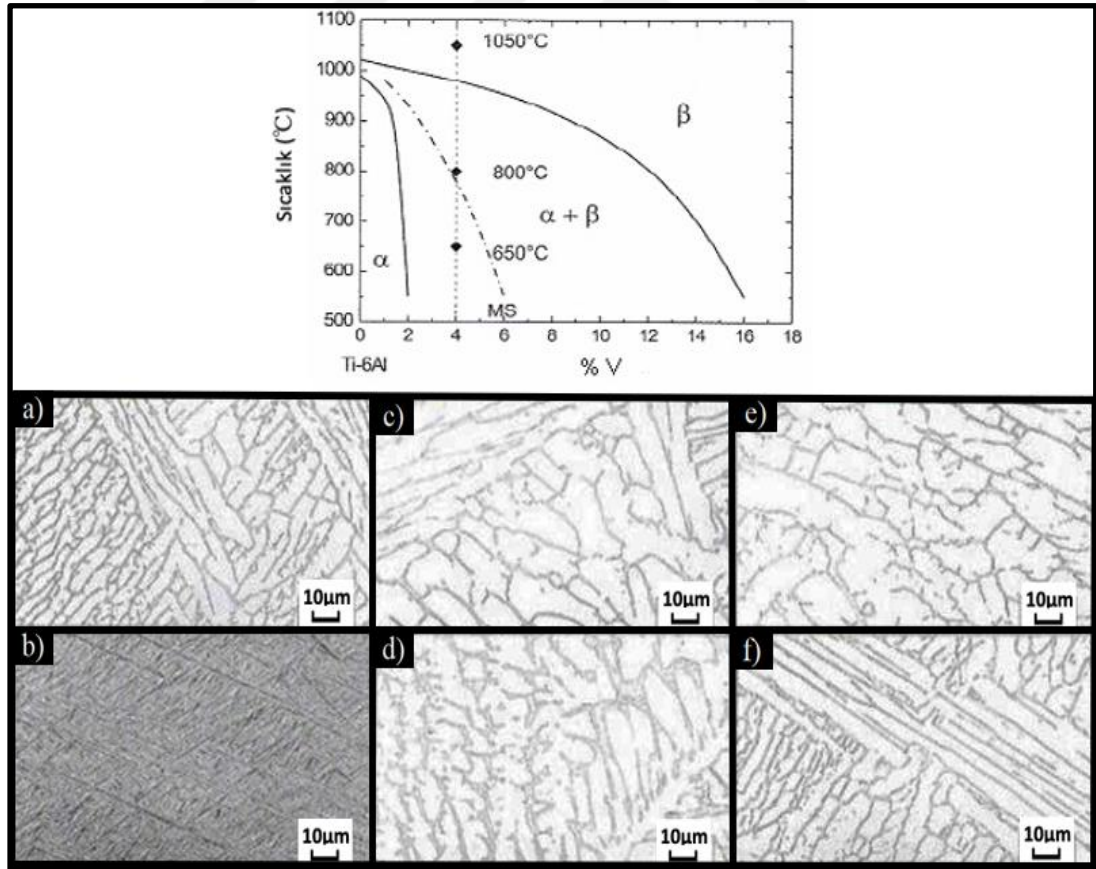 1100
1000
900
800
700
600
500
Sıcaklık (°C)
1050°C
800°C
650°C
β
α + β
α
MS
0 2 4 6 8 10 12 14 16 18
Ti-6Al
% V
a) c) e)
10µm 10µm 10µm
b) d) f)
10µm 10µm 10µm